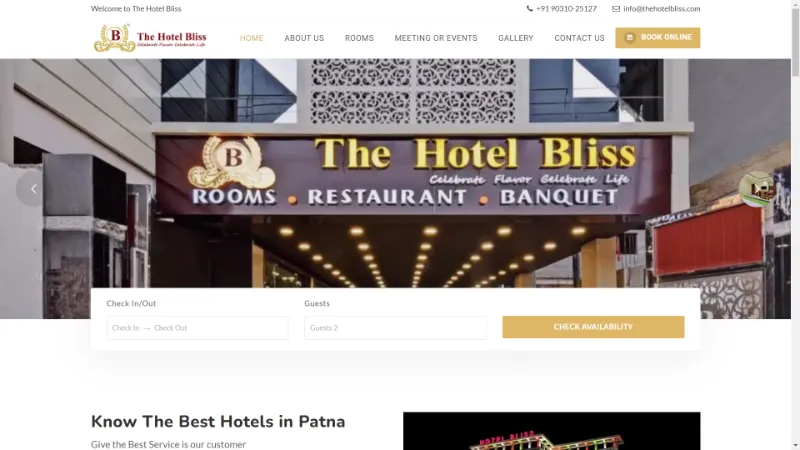 Welcome to The Hotel Bliss
+91 90310-25127
info@thehotelbliss.com
B
The Hotel Bliss
Celebrate Flavor Celebrate Life
HOME
ABOUT US
ROOMS
MEETING OR EVENTS
GALLERY
CONTACT US
BOOK ONLINE
B
The Hotel Bliss
Celebrate Flavor Celebrate Life
ROOMS • RESTAURANT • BANQUET
Check In/Out
Guests
Check In → Check Out
Guests 2
CHECK AVAILABILITY
Know The Best Hotels in Patna
Give the Best Service is our customer
HOTEL BLISS